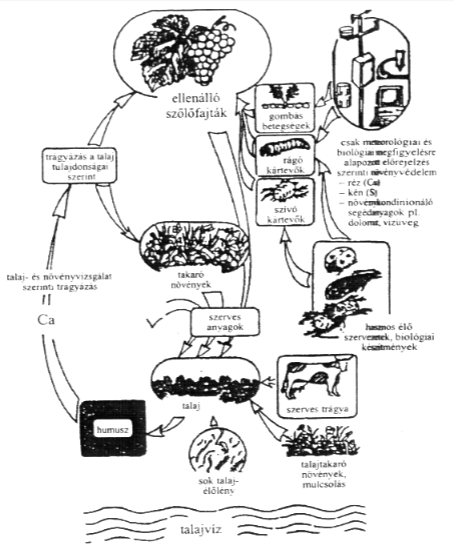 ellenálló
szőlőfajták
gombás
betegségek
rágó
kártevők
szívó
kártevők
csak meteorológiai és
biológiai megfigyelésre
alapozott előrejelzés
szerinti növényvédelem
– réz (Cu)
– kén (S)
– növénykondicionáló
segédanyagok pl.
dolomit, vízüveg
trágyázás a talaj
tulajdonságai
szerint
takaró
növények
talaj- és növényvizsgálat
szerinti trágyázás
Ca
szerves
anyagok
hasznos élő
szervezetek, biológiai
készítmények
talaj
szerves trágya
humusz
sok talaj-
élőlény
talajtakaró
növények,
mulcsolás
talajvíz